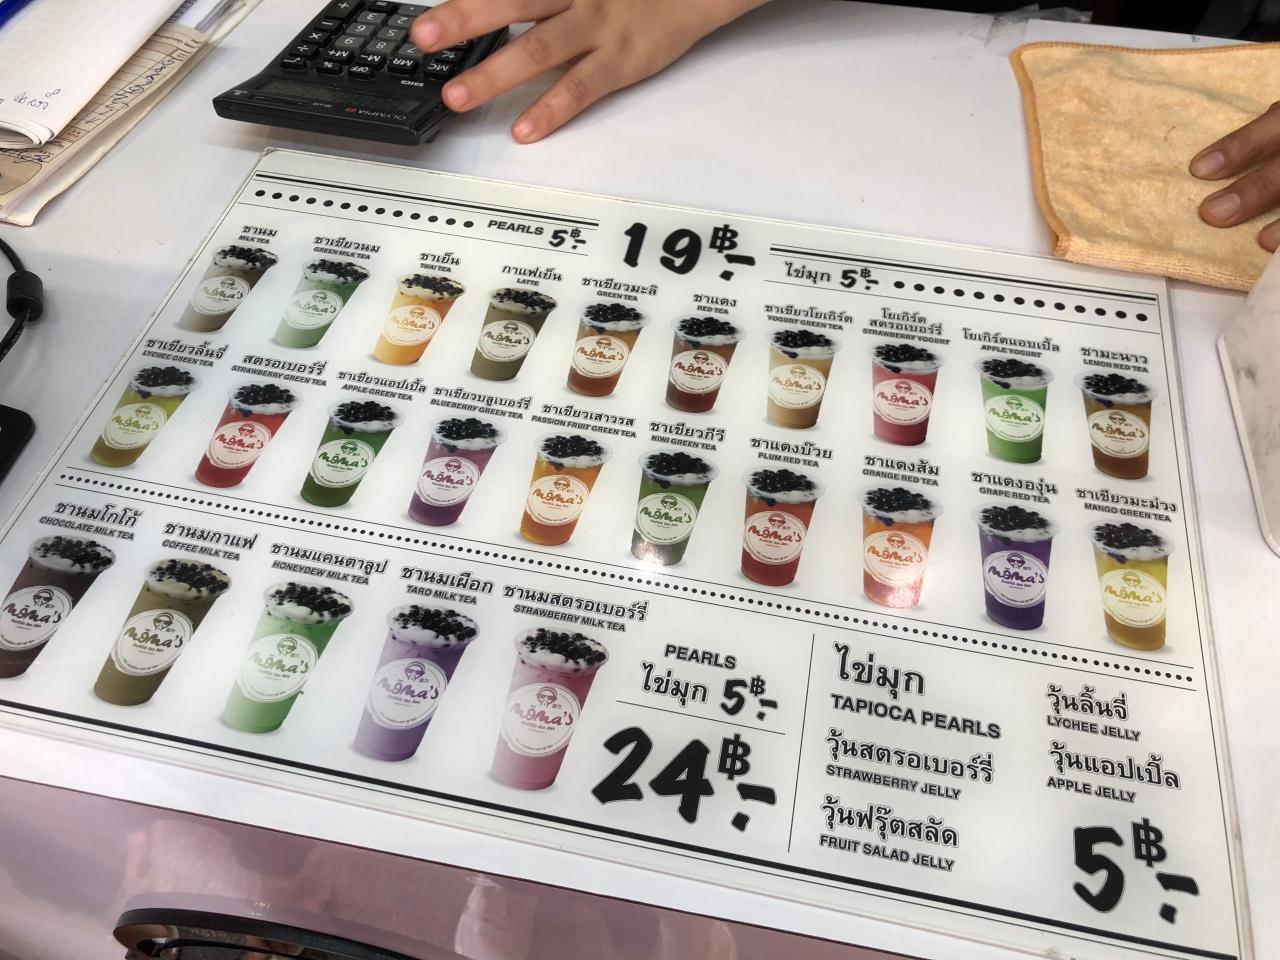 PEARLS 5฿.-
19฿.-
ไข่มุก 5฿.-
ชานม
MILK TEA
ชาเขียวนม
GREEN MILK TEA
ชาเย็น
THAI TEA
กาแฟเย็น
LATTE
ชาเขียวมะลิ
GREEN TEA
ชาแดง
RED TEA
ชาเขียวโยเกิร์ต
YOGURT GREEN TEA
โยเกิร์ต
สตรอเบอร์รี่
STRAWBERRY YOGURT
โยเกิร์ตแอบเปิ้ล
APPLE YOGURT
ชามะนาว
LEMON RED TEA
ชาเขียวลิ้นจี่
LYCHEE GREEN TEA
สตรอเบอร์รี่
STRAWBERRY GREEN TEA
ชาเขียวแอปเปิ้ล
APPLE GREEN TEA
ชาเขียวบลูเบอร์รี่
BLUEBERRY GREEN TEA
ชาเขียวเสาวรส
PASSION FRUIT GREEN TEA
ชาเขียวกีวี
KIWI GREEN TEA
ชาแดงบ๊วย
PLUM RED TEA
ชาแดงส้ม
ORANGE RED TEA
ชาแดงองุ่น
GRAPE RED TEA
ชาเขียวมะม่วง
MANGO GREEN TEA
ชานมโกโก้
CHOCOLATE MILK TEA
ชานมกาแฟ
COFFEE MILK TEA
ชานมแคนตาลูป
HONEYDEW MILK TEA
ชานมเผือก
TARO MILK TEA
ชานมสตรอเบอร์รี่
STRAWBERRY MILK TEA
PEARLS
ไข่มุก 5฿.-
24฿.-
ไข่มุก
TAPIOCA PEARLS
วุ้นสตรอเบอร์รี่
STRAWBERRY JELLY
วุ้นฟรุ๊ตสลัด
FRUIT SALAD JELLY
วุ้นลิ้นจี่
LYCHEE JELLY
วุ้นแอปเปิ้ล
APPLE JELLY
5฿.-
MÔMA'S
OLYMPIA